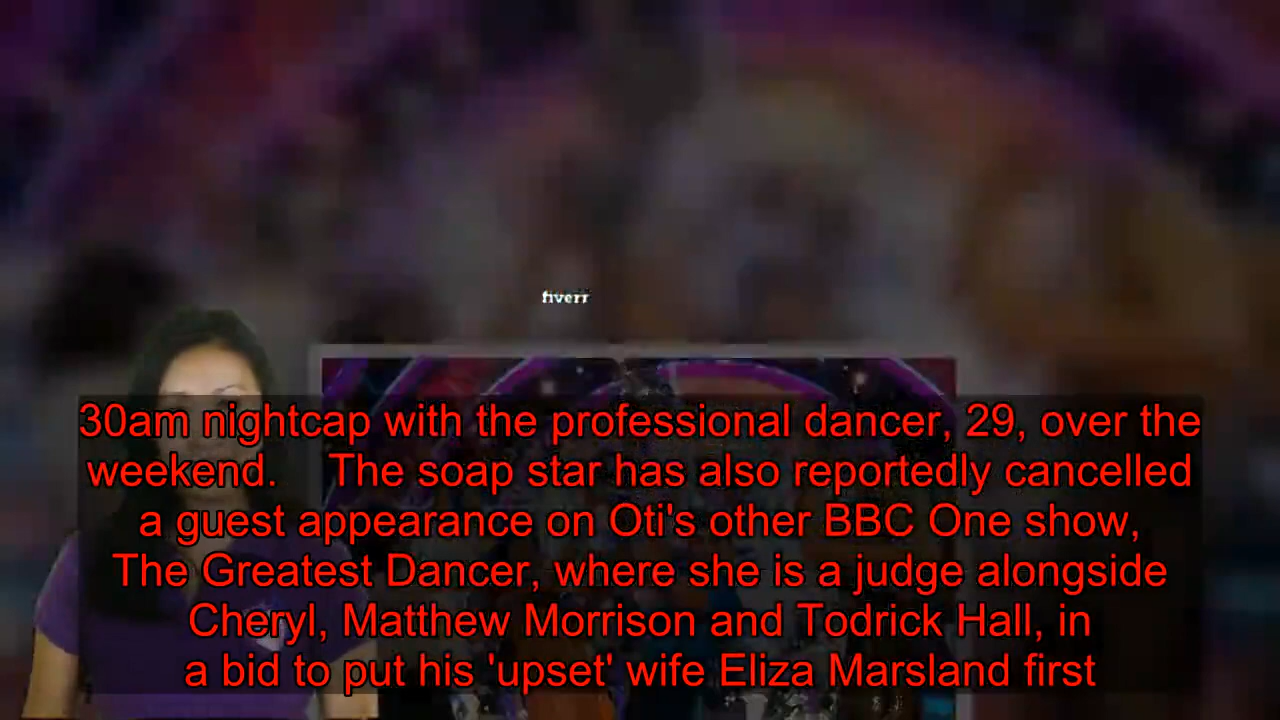 fiverr
30am nightcap with the professional dancer, 29, over the
weekend. The soap star has also reportedly cancelled
a guest appearance on Oti's other BBC One show,
The Greatest Dancer, where she is a judge alongside
Cheryl, Matthew Morrison and Todrick Hall, in
a bid to put his 'upset' wife Eliza Marsland first